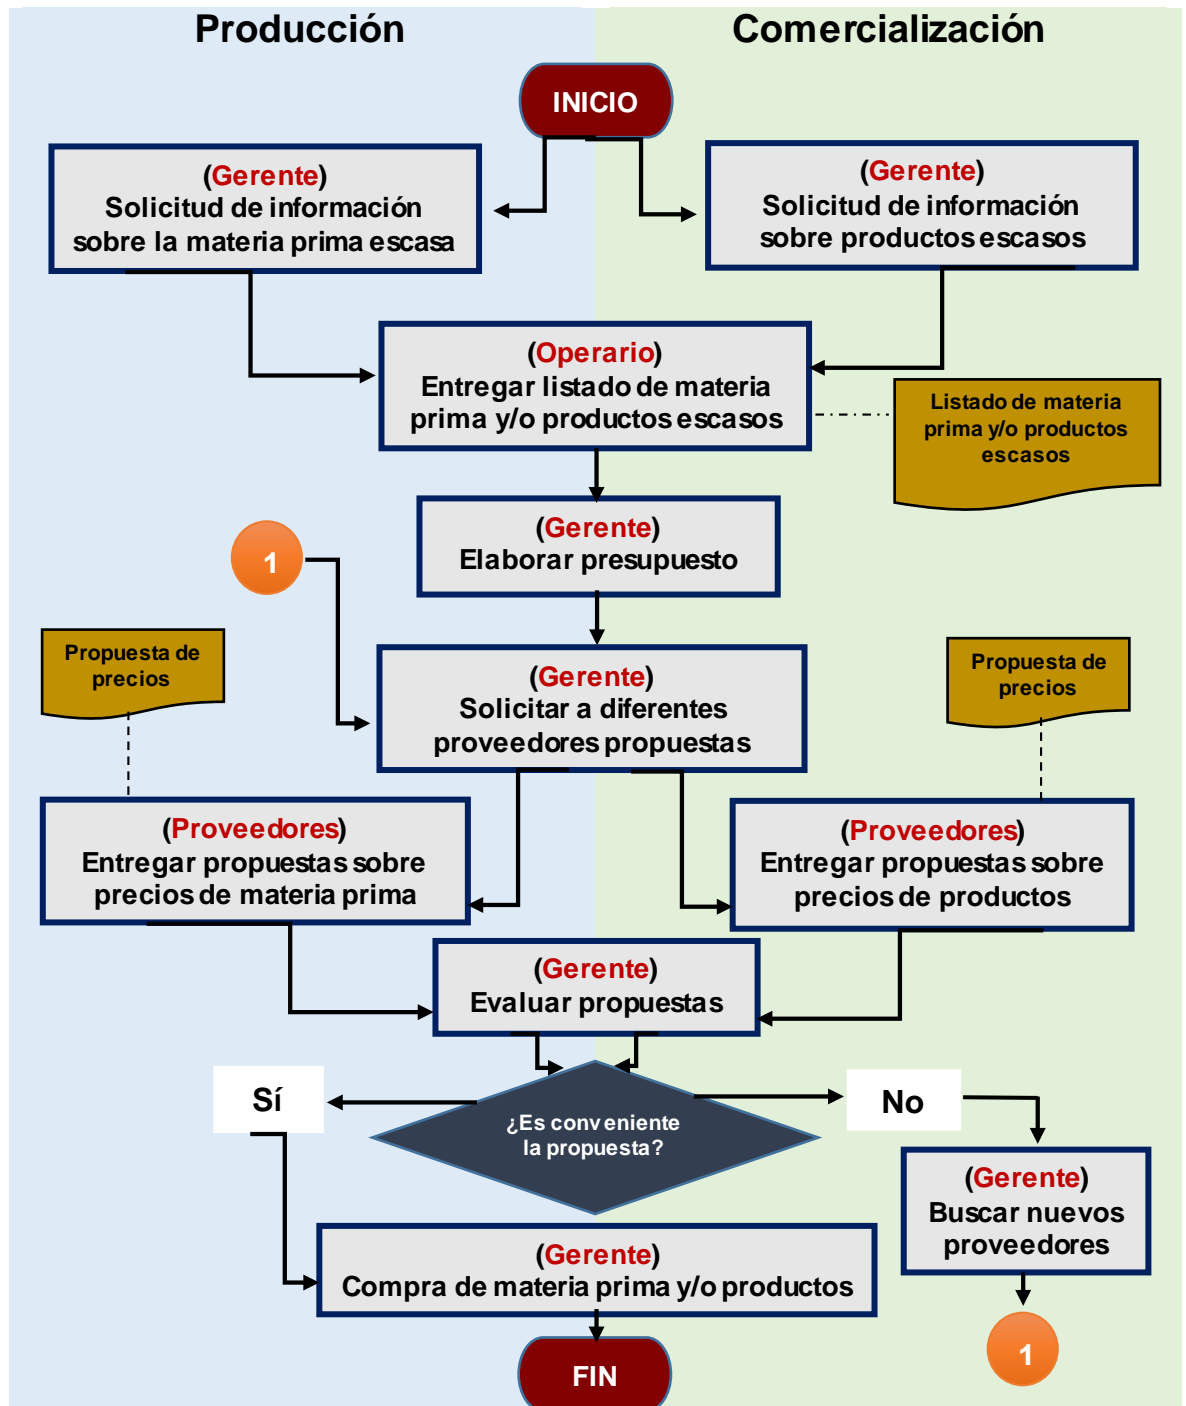 Producción
Comercialización
INICIO
(Gerente)
Solicitud de información
sobre la materia prima escasa
(Gerente)
Solicitud de información
sobre productos escasos
(Operario)
Entregar listado de materia
prima y/o productos escasos
Listado de materia
prima y/o productos
escasos
(Gerente)
Elaborar presupuesto
1
Propuesta de
precios
(Gerente)
Solicitar a diferentes
proveedores propuestas
Propuesta de
precios
(Proveedores)
Entregar propuestas sobre
precios de materia prima
(Proveedores)
Entregar propuestas sobre
precios de productos
(Gerente)
Evaluar propuestas
Sí
¿Es conveniente
la propuesta?
No
(Gerente)
Buscar nuevos
proveedores
(Gerente)
Compra de materia prima y/o productos
1
FIN